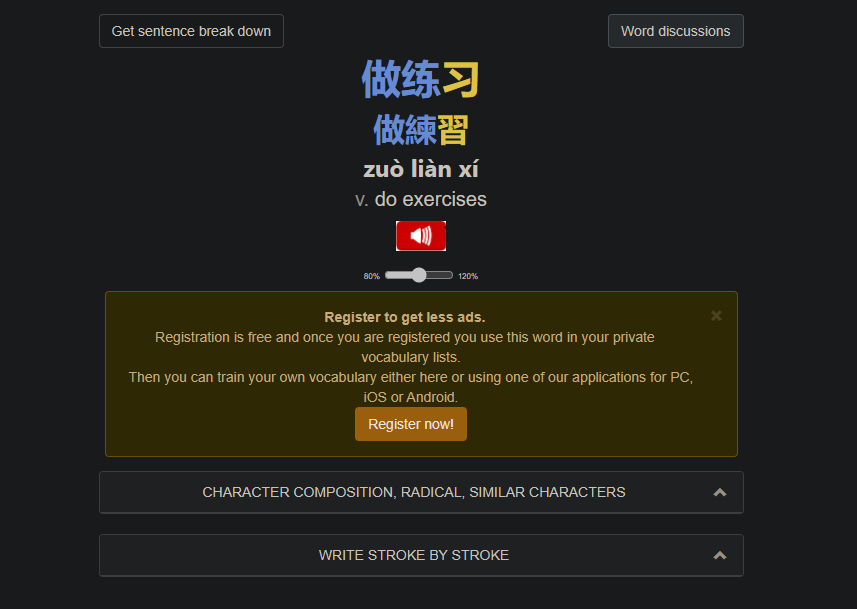 Get sentence break down
Word discussions
做练习
做練習
zuò liàn xí
v. do exercises
80% 120%
Register to get less ads.
×
Registration is free and once you are registered you use this word in your private
vocabulary lists.
Then you can train your own vocabulary either here or using one of our applications for PC,
iOS or Android.
Register now!
CHARACTER COMPOSITION, RADICAL, SIMILAR CHARACTERS
WRITE STROKE BY STROKE